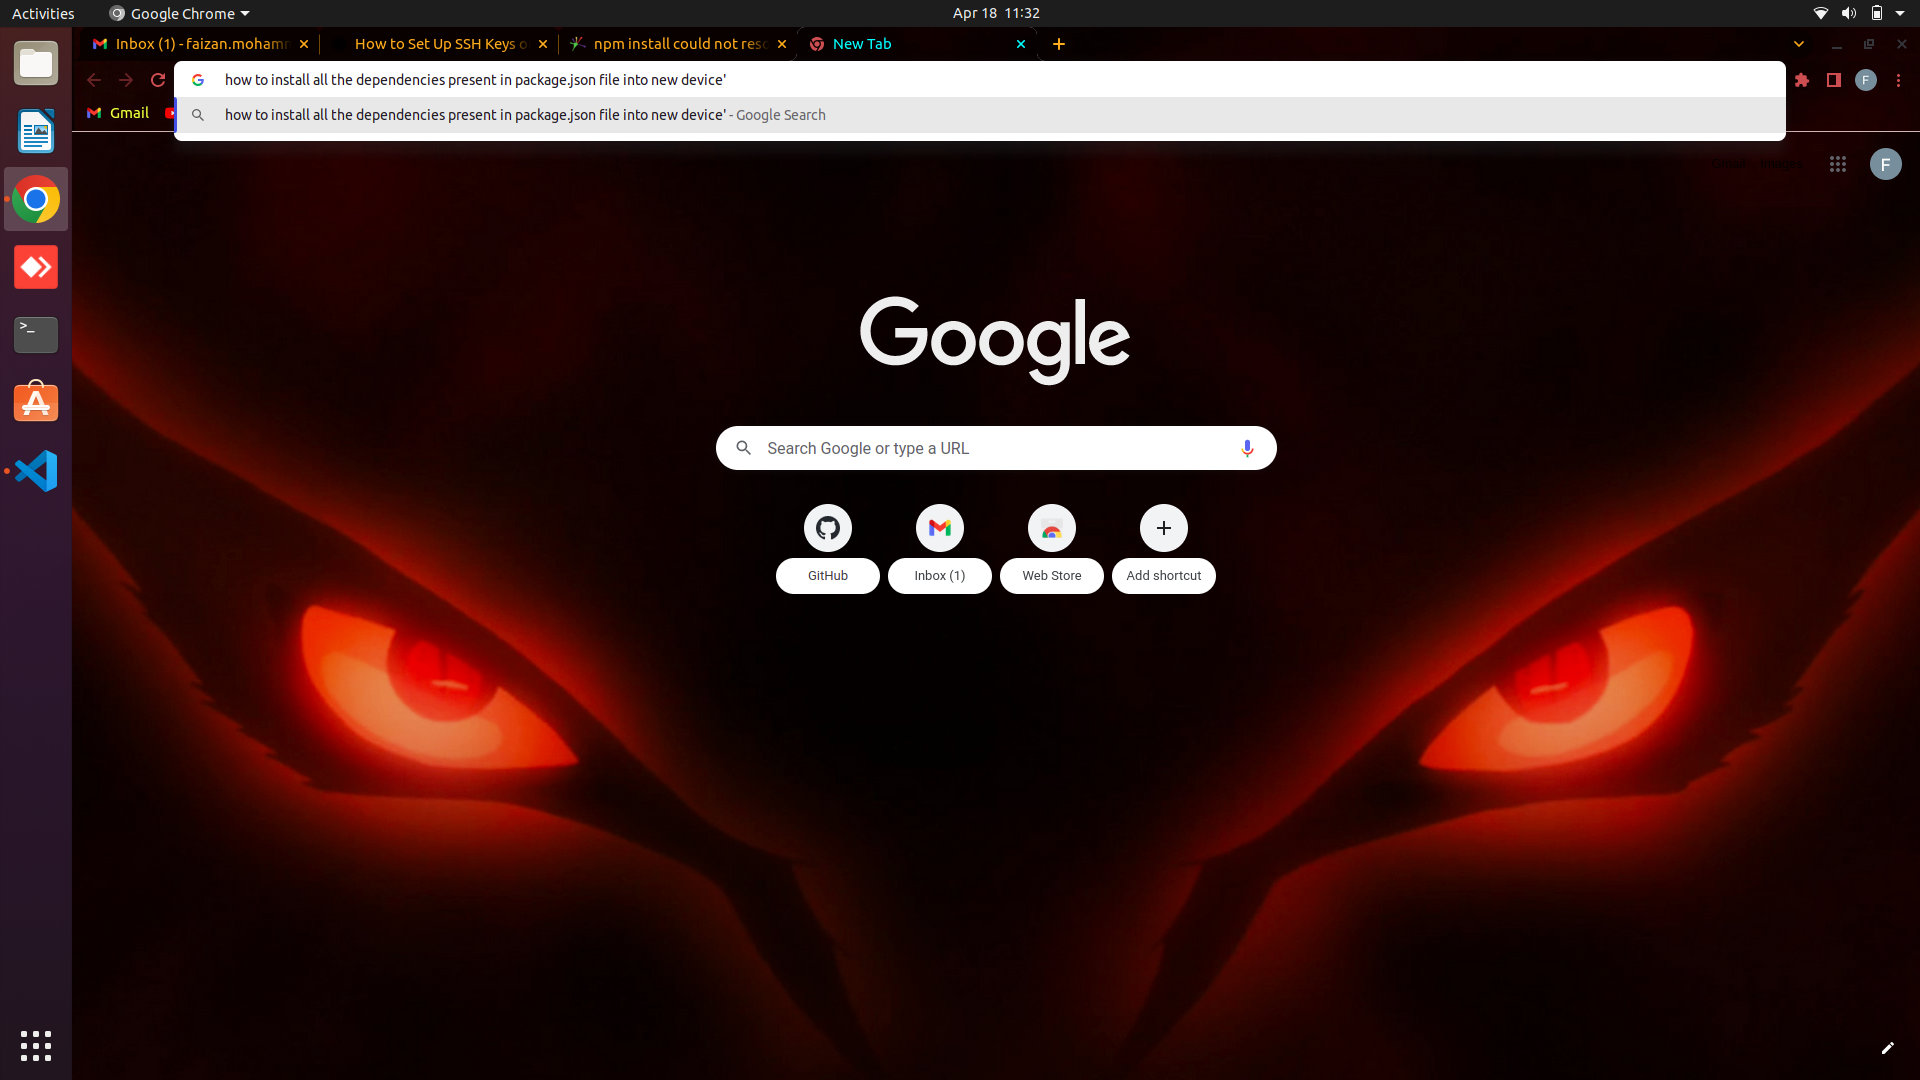 Activities
Google Chrome
Apr 18 11:32
Inbox (1) - faizan.mohamm
How to Set Up SSH Keys o
npm install could not reso
New Tab
how to install all the dependencies present in package.json file into new device'
F
Gmail
how to install all the dependencies present in package.json file into new device' - Google Search
F
Google
Search Google or type a URL
GitHub
Inbox (1)
Web Store
Add shortcut